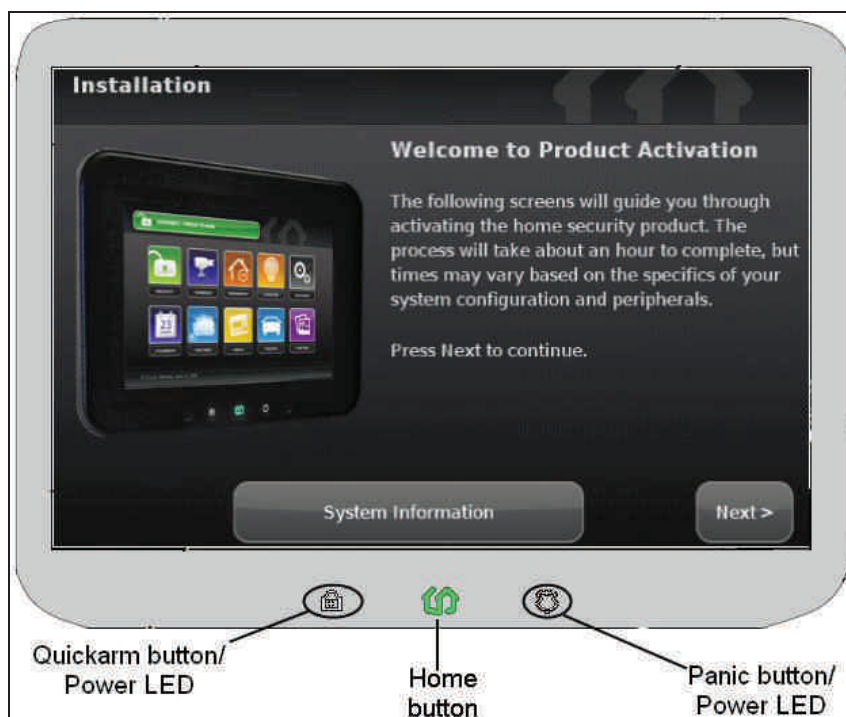 Installation
Welcome to Product Activation
The following screens will guide you through
activating the home security product. The
process will take about an hour to complete, but
times may vary based on the specifics of your
system configuration and peripherals.
Press Next to continue.
23
System Information
Next >
Quickarm button/
Power LED
Home
button
Panic button/
Power LED